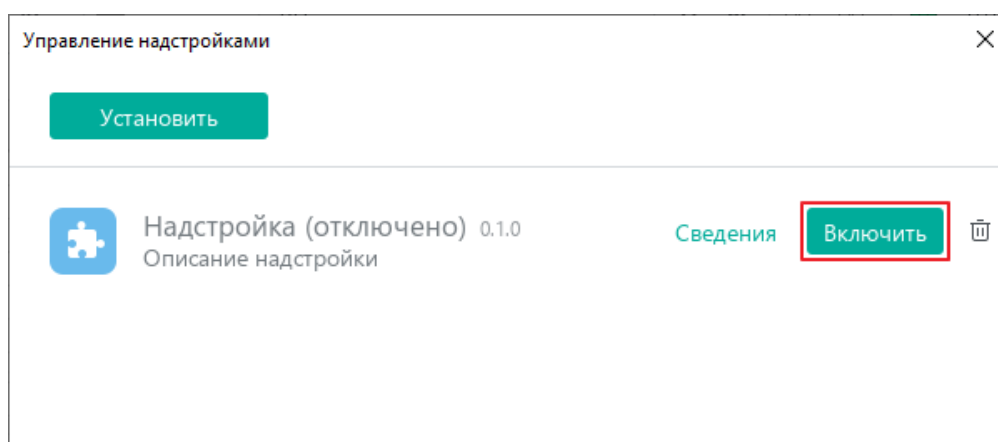 Управление надстройками
Установить
Надстройка (отключено) 0.1.0
Сведения
Включить
Описание надстройки